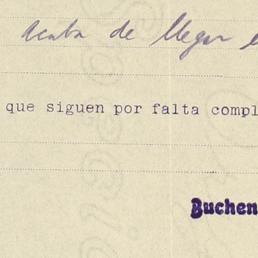 Acaba de llegar e
que siguen por falta compl
Buchen